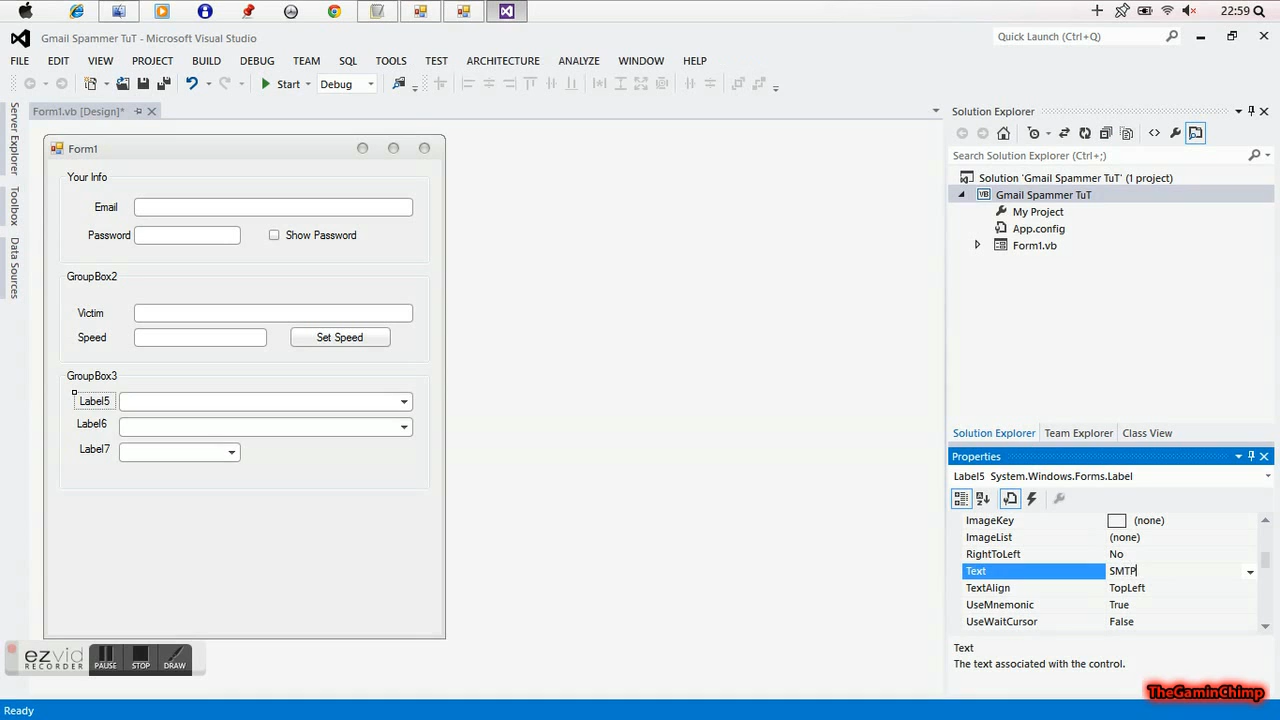 22:59
Gmail Spammer TuT - Microsoft Visual Studio
Quick Launch (Ctrl+Q)
FILE EDIT VIEW PROJECT BUILD DEBUG TEAM SQL TOOLS TEST ARCHITECTURE ANALYZE WINDOW HELP
Start Debug
Server Explorer
Toolbox
Data Sources
Form1.vb [Design]*
Form1
Your Info
Email
Password
Show Password
GroupBox2
Victim
Speed
Set Speed
GroupBox3
Label5
Label6
Label7
Solution Explorer
Search Solution Explorer (Ctrl+;)
Solution 'Gmail Spammer TuT' (1 project)
VB Gmail Spammer TuT
My Project
App.config
Form1.vb
Solution Explorer Team Explorer Class View
Properties
Label5 System.Windows.Forms.Label
ImageKey (none)
ImageList (none)
RightToLeft No
Text SMTP
TextAlign TopLeft
UseMnemonic True
UseWaitCursor False
Text
The text associated with the control.
ezvid
RECORDER
PAUSE STOP DRAW
TheGaminChimp
Ready